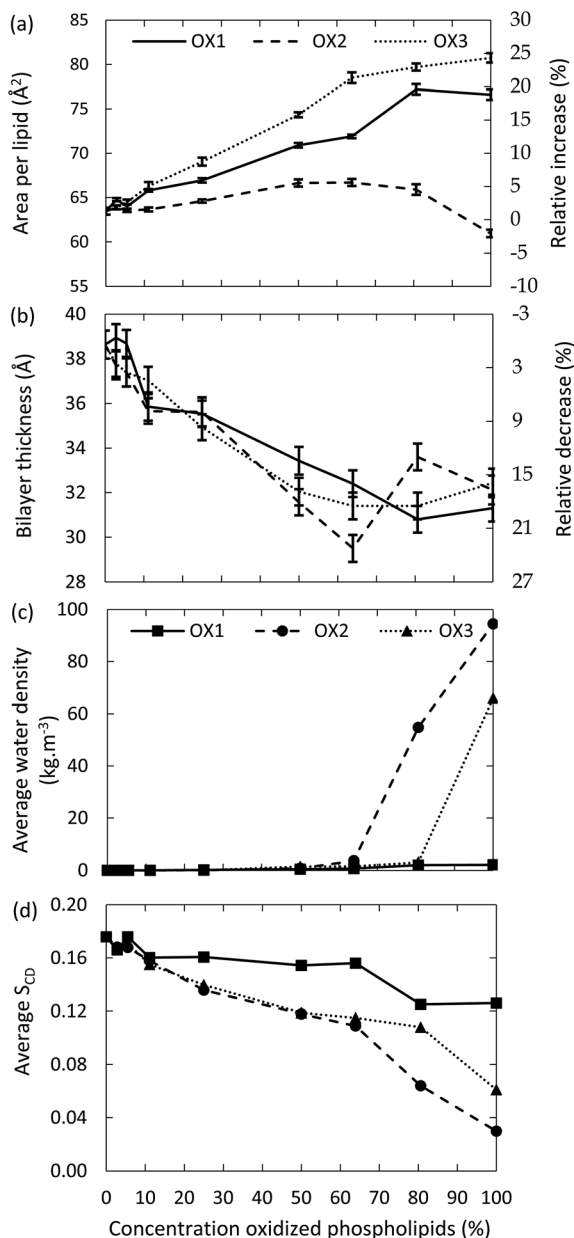 (a)
OX1 OX2 OX3
Area per lipid (Å²)
85
80
75
70
65
60
55
30
25
20
15
10
5
0
-5
-10
Relative increase (%)
(b)
Bilayer thickness (Å)
40
38
36
34
32
30
28
-3
3
9
15
21
27
Relative decrease (%)
(c)
OX1 OX2 OX3
Average water density
(kg.m⁻³)
100
80
60
40
20
0
(d)
Average S_CD
0.20
0.16
0.12
0.08
0.04
0.00
0 10 20 30 40 50 60 70 80 90 100
Concentration oxidized phospholipids (%)